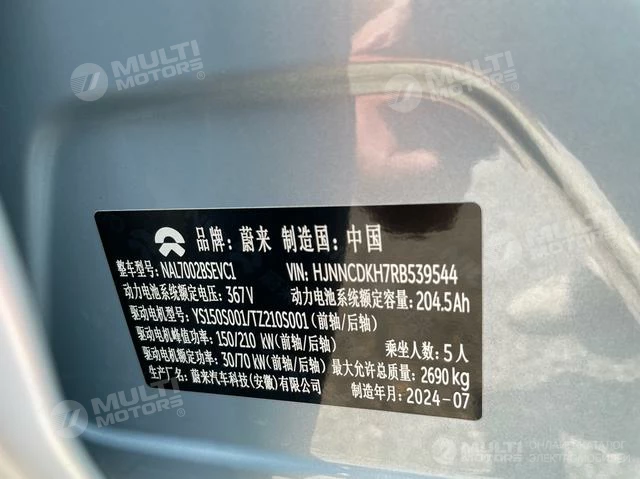 MULTI MOTORS
MULTI MOTORS
品牌: 蔚来 制造国: 中国
整车型号: NAL7002BSEVC1 VIN: HJNNCDKH7RB539544
动力电池系统额定电压: 367V 动力电池系统额定容量: 204.5Ah
驱动电机型号: YS150S001/TZ210S001(前轴/后轴)
驱动电机峰值功率: 150/210 kW(前轴/后轴) 乘坐人数: 5人
驱动电机额定功率: 30/70 kW(前轴/后轴) 最大允许总质量: 2690 kg
生产厂名: 蔚来汽车科技(安徽)有限公司 制造年月: 2024-07
MULTI MOTORS
MULTI